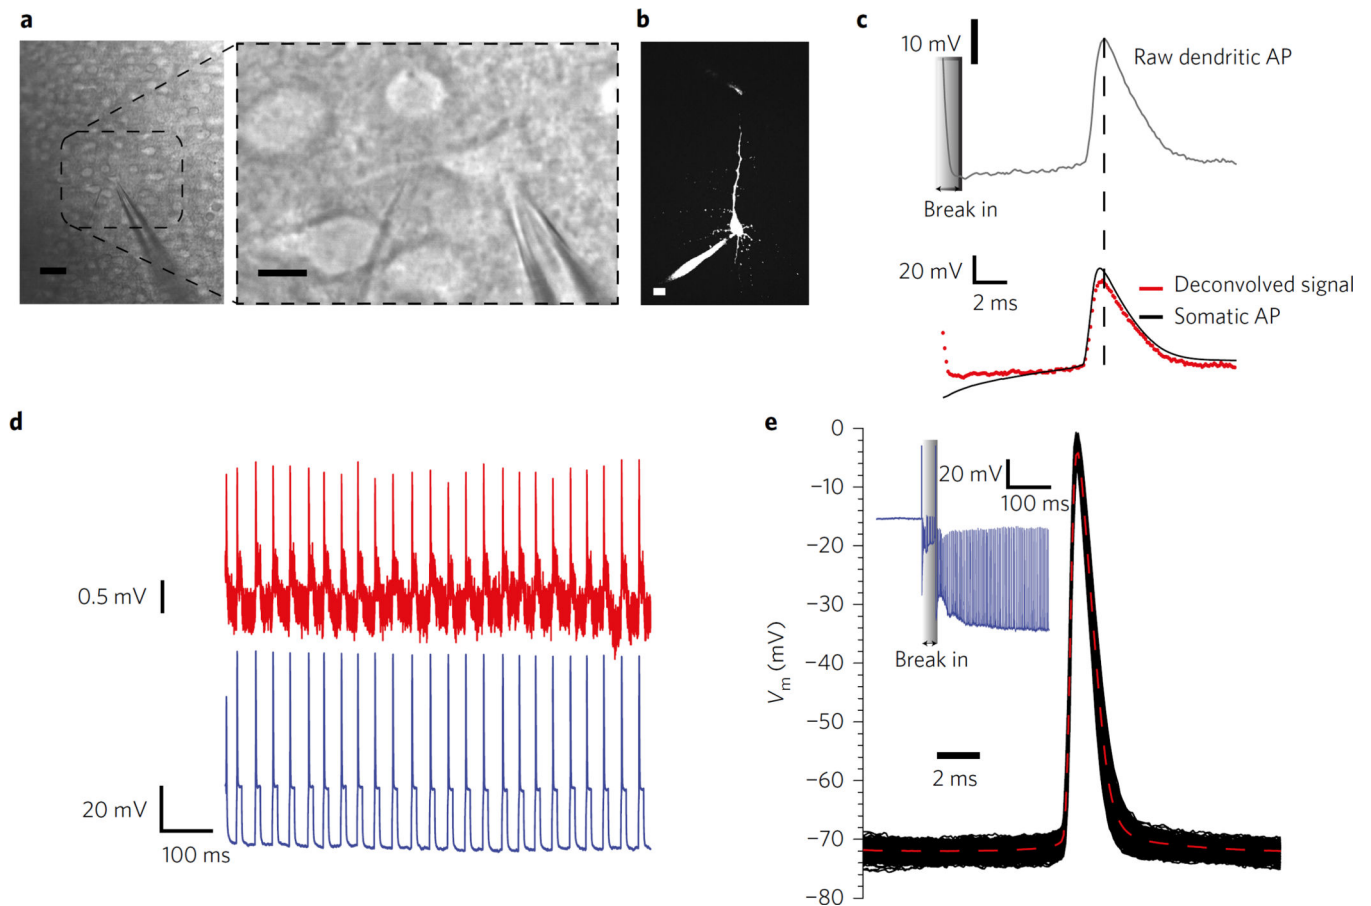 a
b
c
10 mV
Raw dendritic AP
Break in
20 mV
2 ms
Deconvolved signal
Somatic AP
d
0.5 mV
20 mV
100 ms
e
0
−10
−20
−30
−40
−50
−60
−70
−80
V_m (mV)
20 mV
100 ms
Break in
2 ms